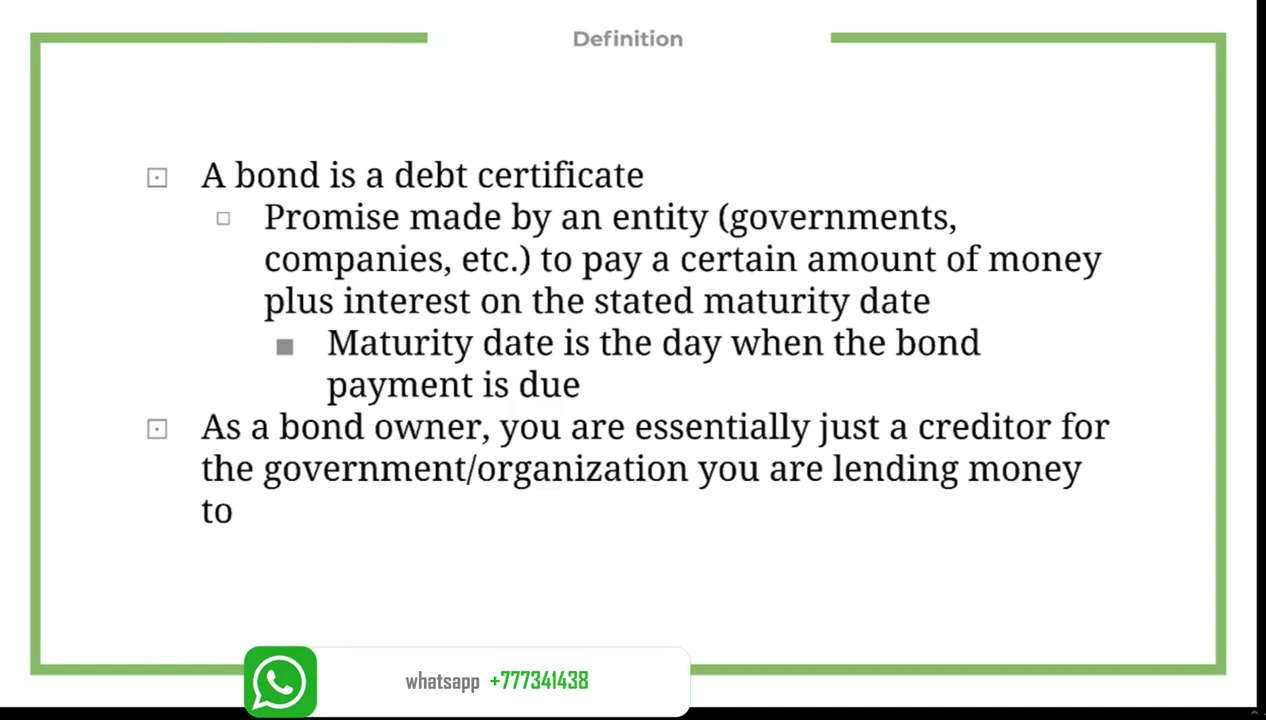 Definition
A bond is a debt certificate
Promise made by an entity (governments,
companies, etc.) to pay a certain amount of money
plus interest on the stated maturity date
Maturity date is the day when the bond
payment is due
As a bond owner, you are essentially just a creditor for
the government/organization you are lending money
to
whatsapp +777341438